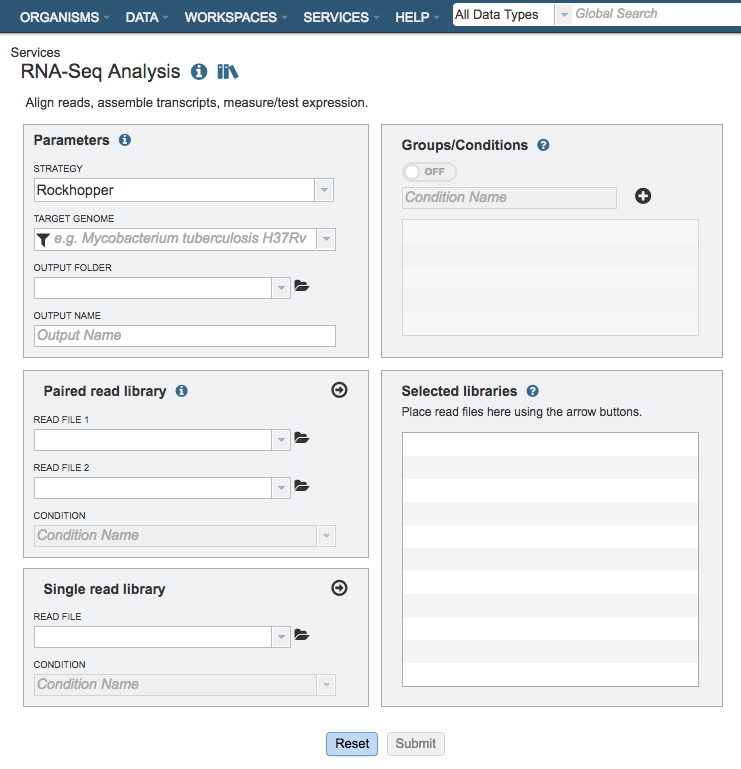 ORGANISMS DATA WORKSPACES SERVICES HELP All Data Types Global Search
Services
RNA-Seq Analysis
Align reads, assemble transcripts, measure/test expression.
Parameters
STRATEGY
Rockhopper
TARGET GENOME
e.g. Mycobacterium tuberculosis H37Rv
OUTPUT FOLDER
OUTPUT NAME
Output Name
Groups/Conditions
OFF
Condition Name
Paired read library
READ FILE 1
READ FILE 2
CONDITION
Condition Name
Selected libraries
Place read files here using the arrow buttons.
Single read library
READ FILE
CONDITION
Condition Name
Reset Submit